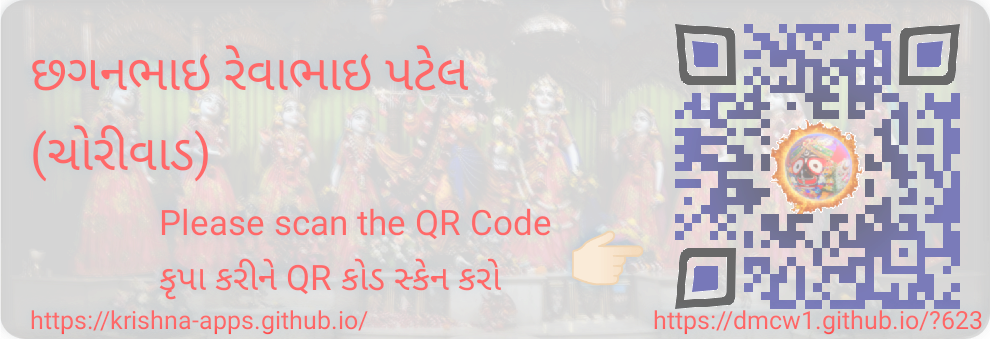 છગનભાઇ રેવાભાઇ પટેલ
(ચોરીવાડ)
Please scan the QR Code
કૃપા કરીને QR કોડ સ્કેન કરો
https://krishna-apps.github.io/
https://dmcw1.github.io/?623